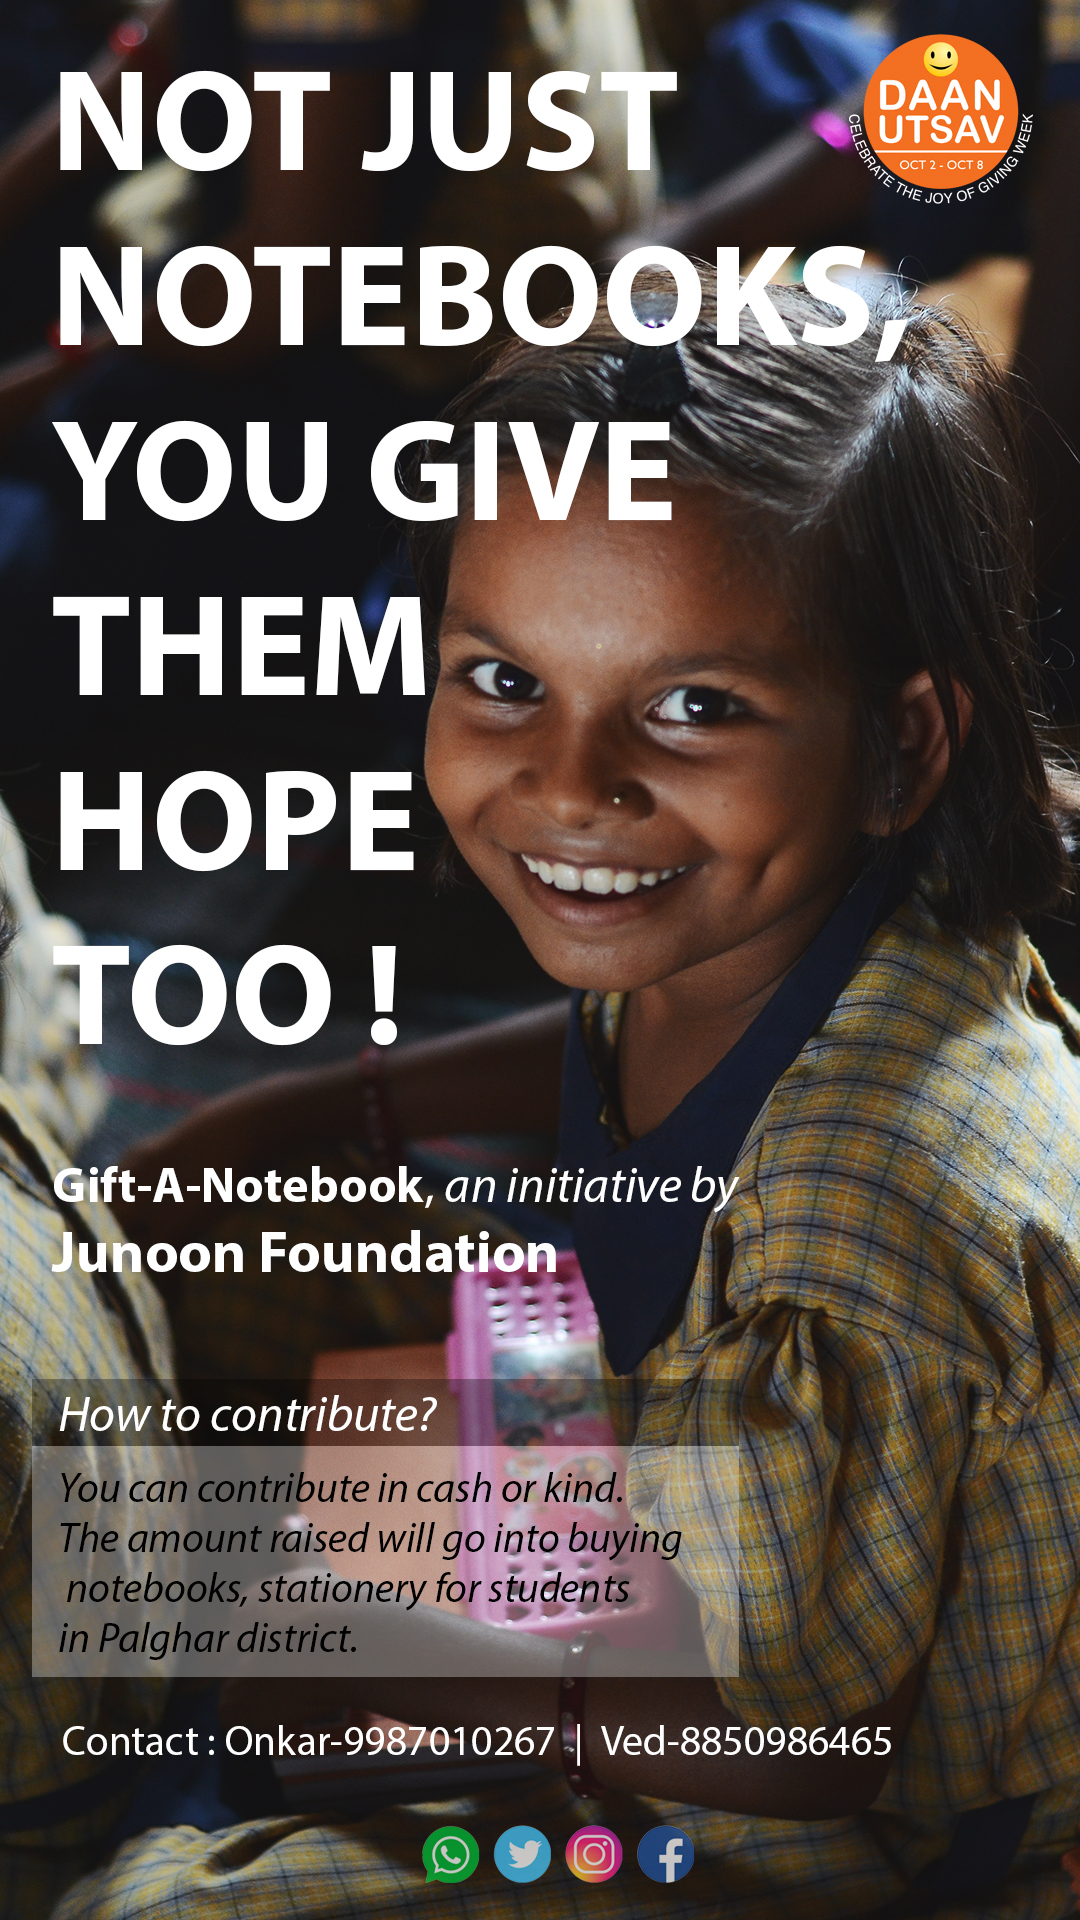 NOT JUST
NOTEBOOKS,
YOU GIVE
THEM
HOPE
TOO !
DAAN
UTSAV
OCT 2 - OCT 8
CELEBRATE THE JOY OF GIVING WEEK
Gift-A-Notebook, an initiative by
Junoon Foundation
How to contribute?
You can contribute in cash or kind.
The amount raised will go into buying
notebooks, stationery for students
in Palghar district.
Contact : Onkar-9987010267 | Ved-8850986465